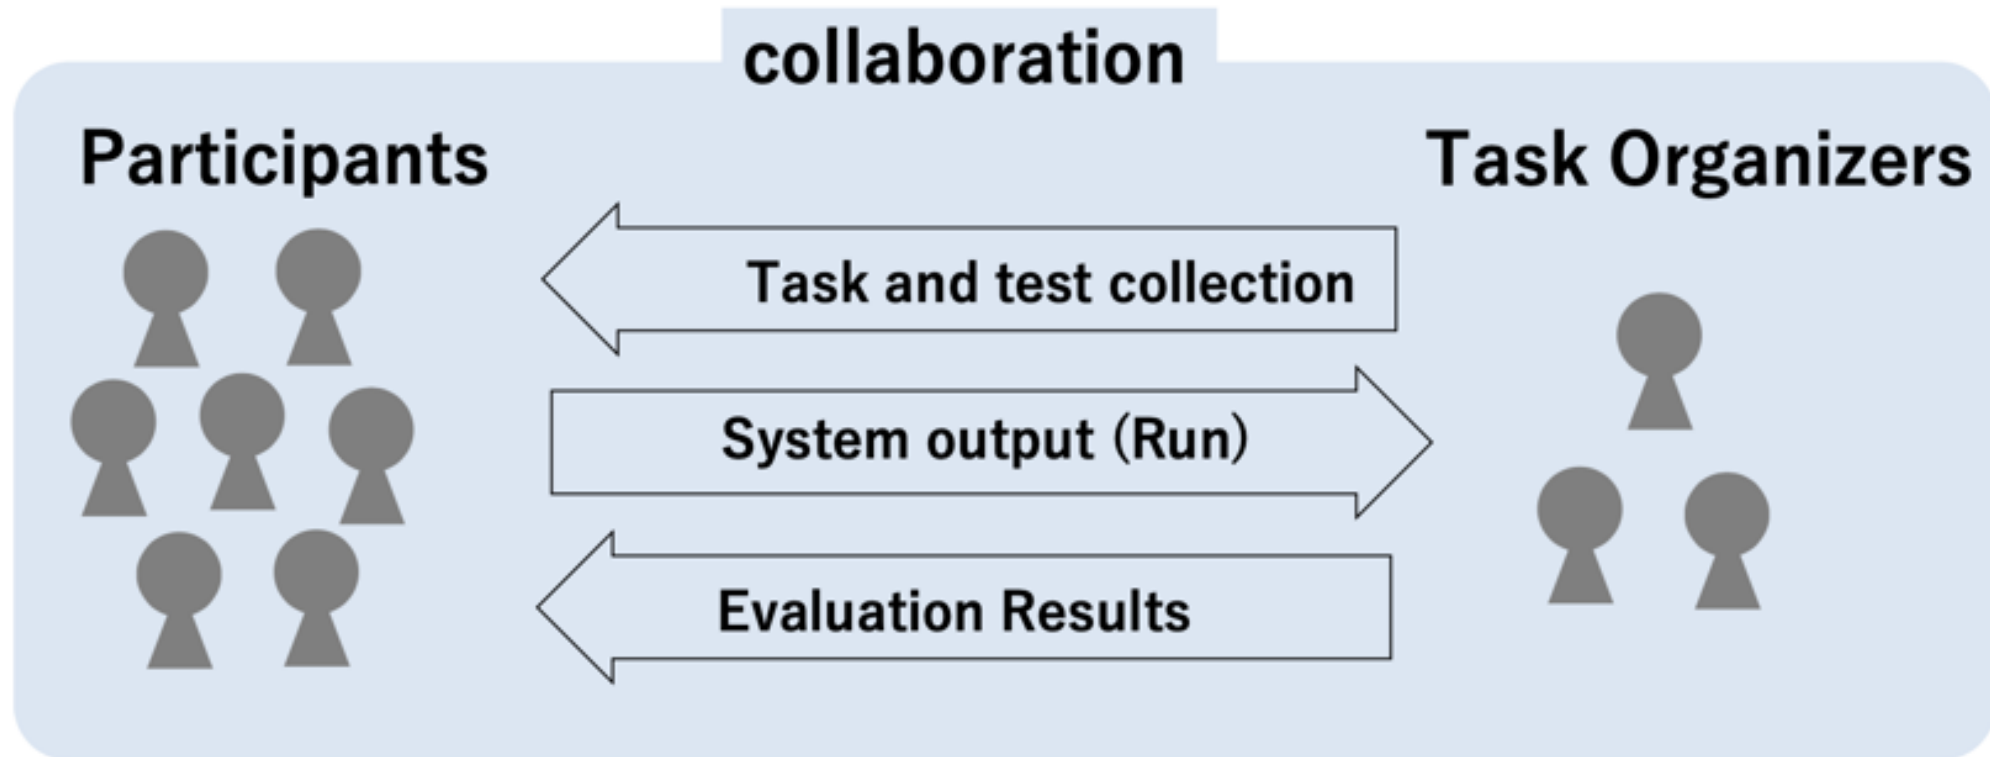 collaboration
Participants
Task Organizers
Task and test collection
System output (Run)
Evaluation Results